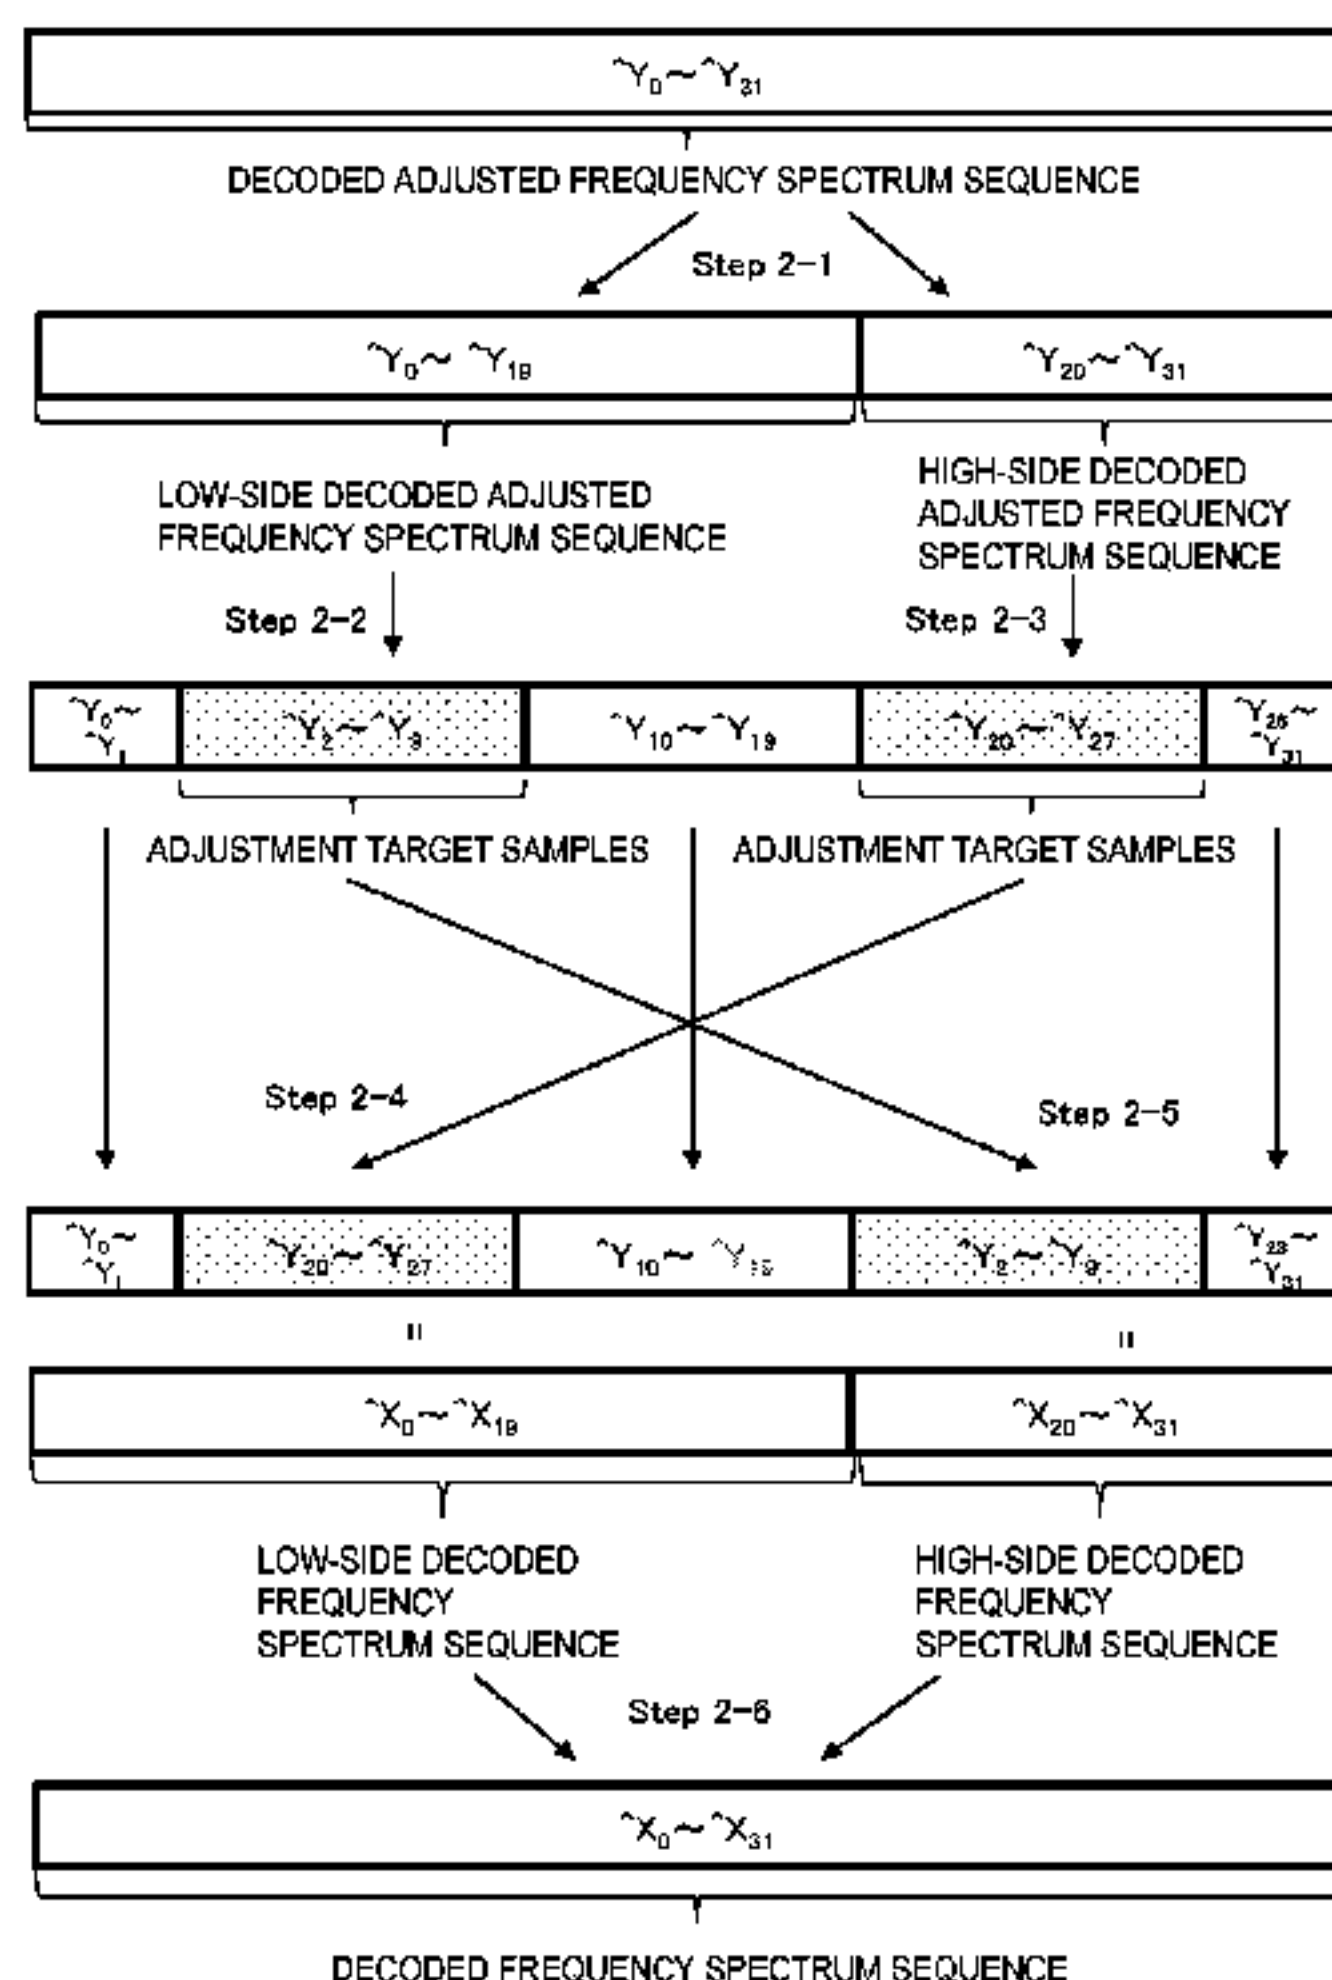 ^Y0～^Y31
DECODED ADJUSTED FREQUENCY SPECTRUM SEQUENCE
Step 2-1
^Y0～ ^Y19
^Y20～^Y31
LOW-SIDE DECODED ADJUSTED
FREQUENCY SPECTRUM SEQUENCE
HIGH-SIDE DECODED
ADJUSTED FREQUENCY
SPECTRUM SEQUENCE
Step 2-2
Step 2-3
^Y0～
^Y1
^Y2～^Y9
^Y10～^Y19
^Y20～^Y27
^Y28～
^Y31
ADJUSTMENT TARGET SAMPLES
ADJUSTMENT TARGET SAMPLES
Step 2-4
Step 2-5
^Y0～
^Y1
^Y20～^Y27
^Y10～
^Y2～^Y9
^Y28～
^Y31
=
=
^X0～^X19
^X20～^X31
LOW-SIDE DECODED
FREQUENCY
SPECTRUM SEQUENCE
HIGH-SIDE DECODED
FREQUENCY
SPECTRUM SEQUENCE
Step 2-6
^X0～^X31
DECODED FREQUENCY SPECTRUM SEQUENCE